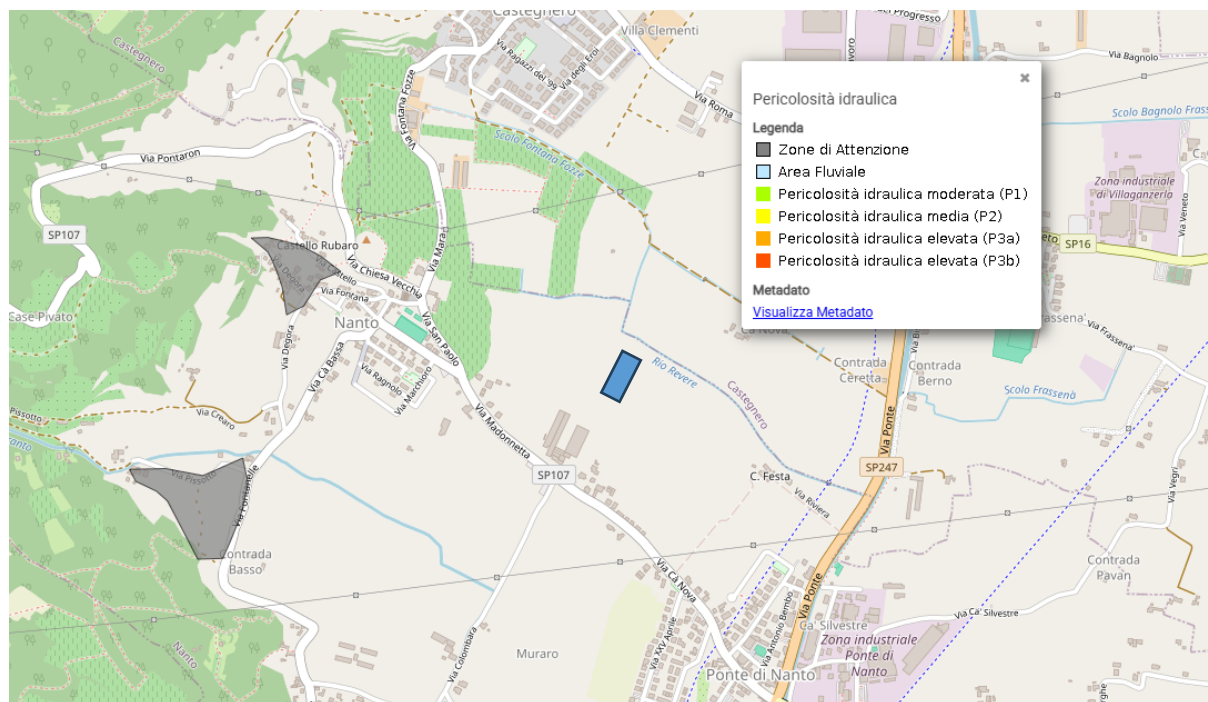 Castegnero
Villa Clementi
Via Ragazzi del '99
Via degli Eroi
Via Roma
Castegnero
Via Fontana Fozze
Scolo Fontana Fozze
Via Pontaron
SP107
Case Pivato
Castello Rubaro
Via Degora
Via Chiesa Vecchia
Via Mara
Via Fontana
Nanto
Via San Paolo
Via Degora
Via Cà Bassa
Via Ragnolo
Via Marchioro
Via Crearo
Pissotto
Via Pissotto
Via Fontanelle
Contrada
Basso
Via Madonnetta
SP107
Rio Revere
Castegnero
C. Festa
Via Riviera
Via Cà Nova
Via Colombara
Muraro
Nanto
Via XXV Aprile
Via Antonio Bembo
Ponte di Nanto
Ca' Silvestre
Zona industriale
Ponte di
Nanto
Via Ca' Silvestre
Via Ponte
SP247
Via Ponte
Contrada
Ceretta
Contrada
Berno
Scolo Frassenà
Via Frassena'
Via Vegri
Contrada
Pavan
Via Bagnolo
Scolo Bagnolo Frassenà
Zona industriale
di Villaganzerla
Via Veneto
SP16
×
Pericolosità idraulica
Legenda
Zone di Attenzione
Area Fluviale
Pericolosità idraulica moderata (P1)
Pericolosità idraulica media (P2)
Pericolosità idraulica elevata (P3a)
Pericolosità idraulica elevata (P3b)
Metadato
Visualizza Metadato